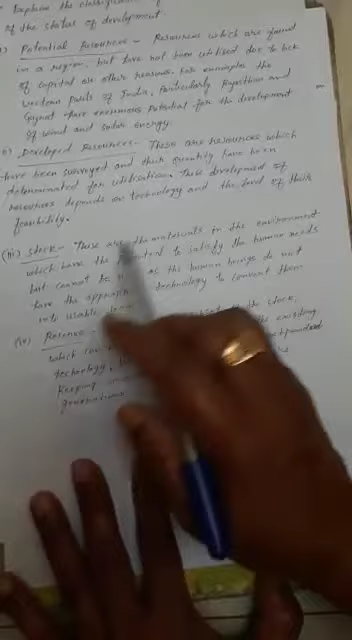 Explain the classification of
of the status of development.
i) Potential Resources - Resources which are found
in a region, but have not been utilised due to lack
of capital or other reasons. For example the
western parts of India, Particularly Rajasthan and
Gujrat have enormous potential for the development
of wind and solar energy.
ii) Developed Resources - These are resources which
have been surveyed and their quantity have been
determined for utilisation. The development of
resources depends on technology and the level of their
feasibility.
(iii) Stock - These are the materials in the environment
which have the potential to satisfy the human needs
but cannot be as the human beings do not
have the technology to convert them
into usable
(iv) Reserve - the stock,
which can the existing
technology,
Keeping
generations